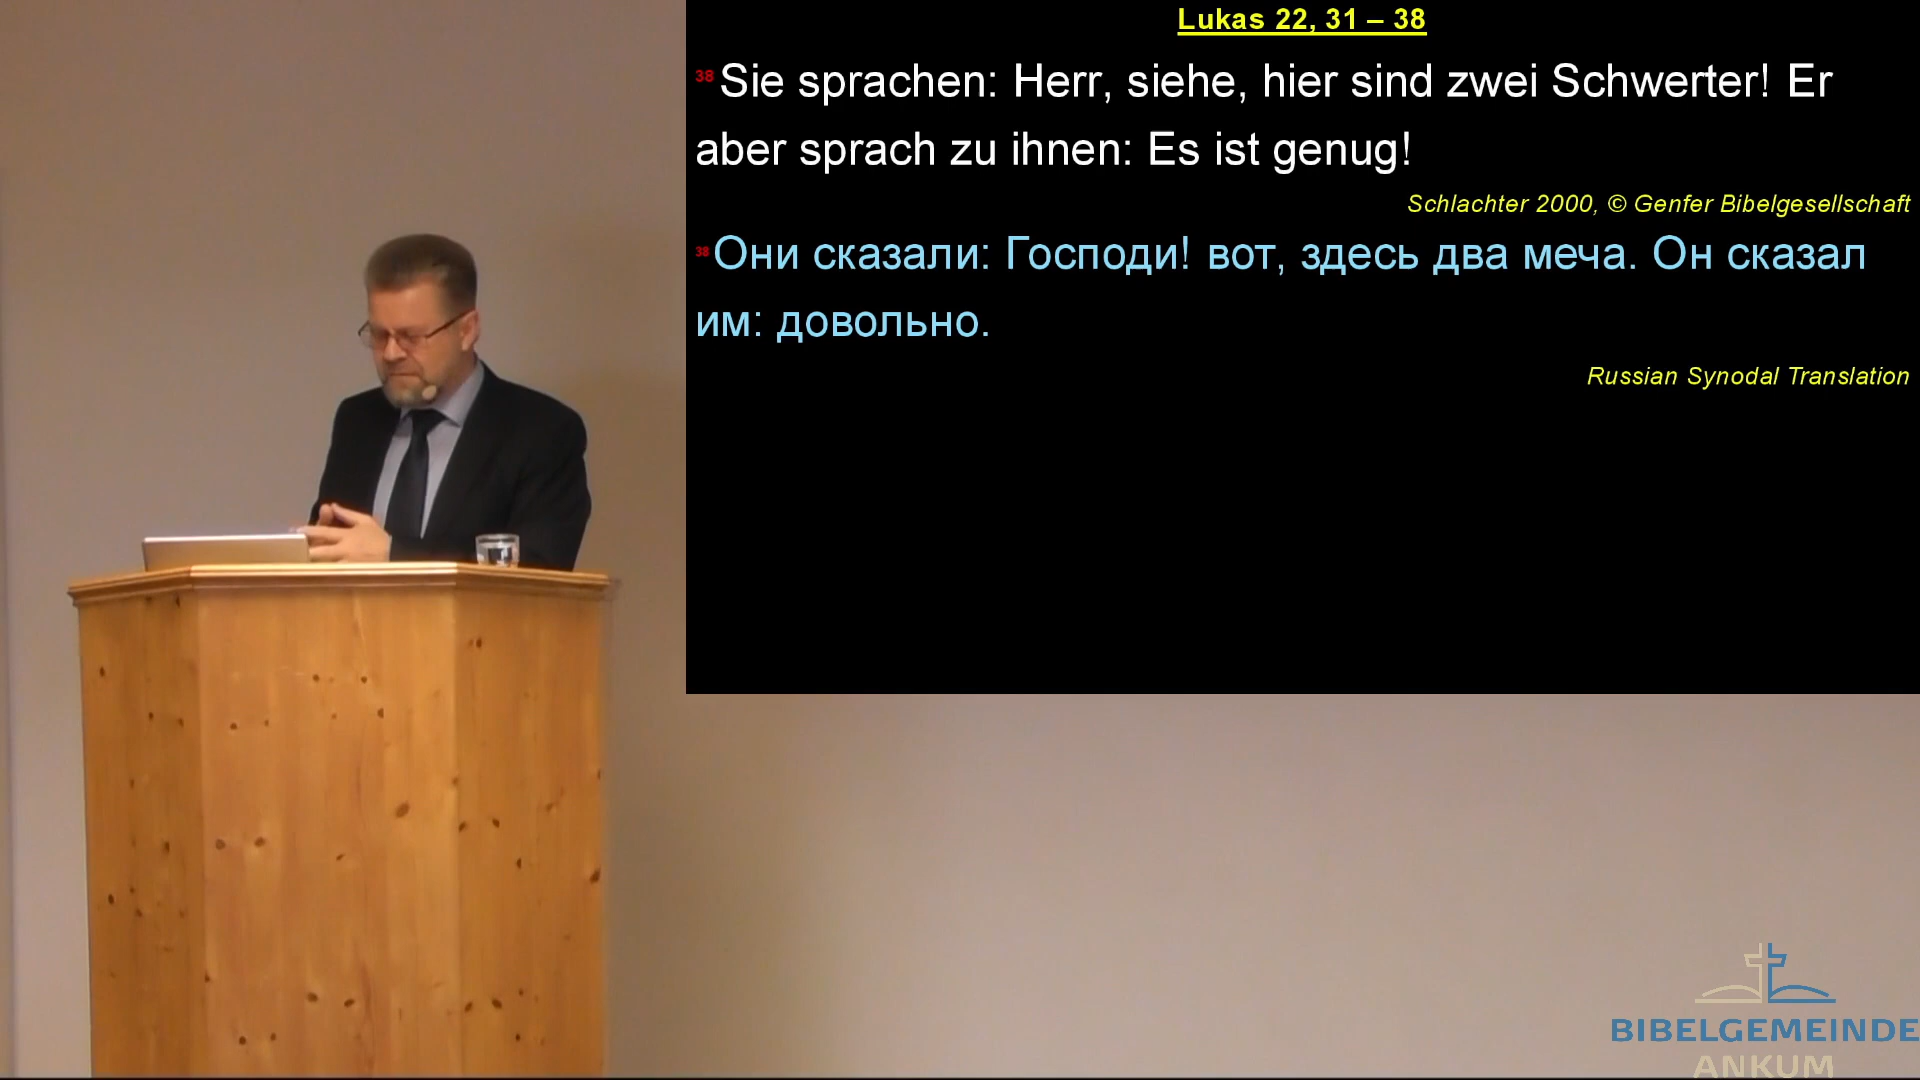 Lukas 22, 31 – 38
38 Sie sprachen: Herr, siehe, hier sind zwei Schwerter! Er
aber sprach zu ihnen: Es ist genug!
Schlachter 2000, © Genfer Bibelgesellschaft
38 Они сказали: Господи! вот, здесь два меча. Он сказал
им: довольно.
Russian Synodal Translation
BIBELGEMEINDE
ANKUM